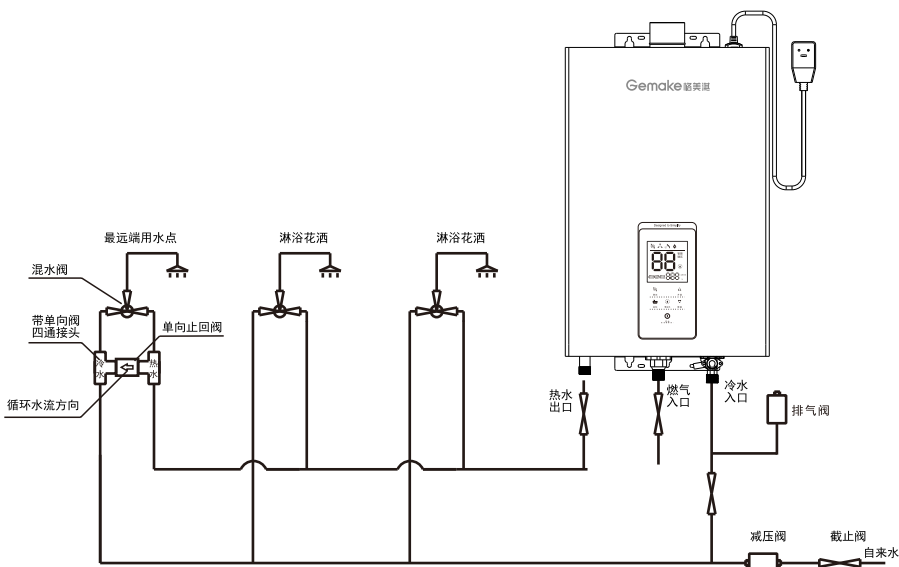 Gemake格美淇
88
888
最远端用水点
淋浴花洒
淋浴花洒
混水阀
带单向阀
四通接头
单向止回阀
冷
水
热
水
循环水流方向
热水
出口
燃气
入口
冷水
入口
排气阀
减压阀
截止阀
自来水